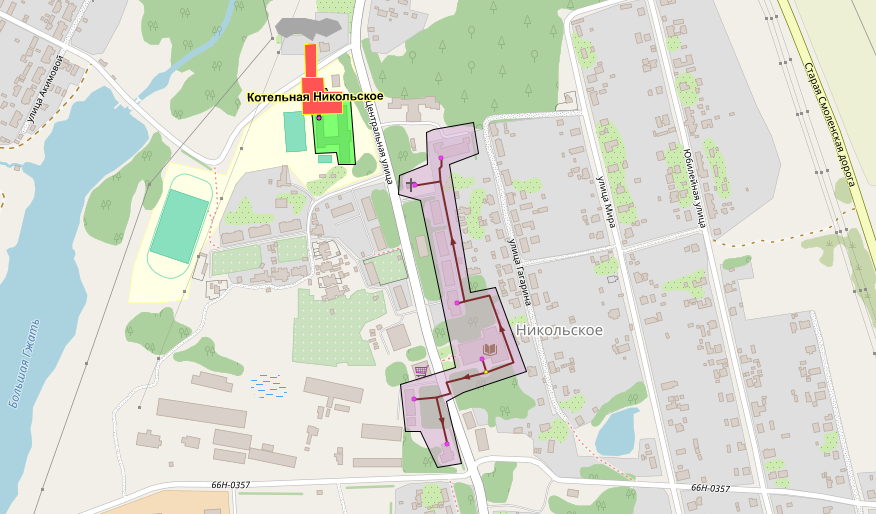 улица Акимовой
Котельная Никольское
Центральная улица
Старая Смоленская дорога
Юбилейная улица
улица Мира
улица Гагарина
Никольское
Большая Гжать
66Н-0357
66Н-0357